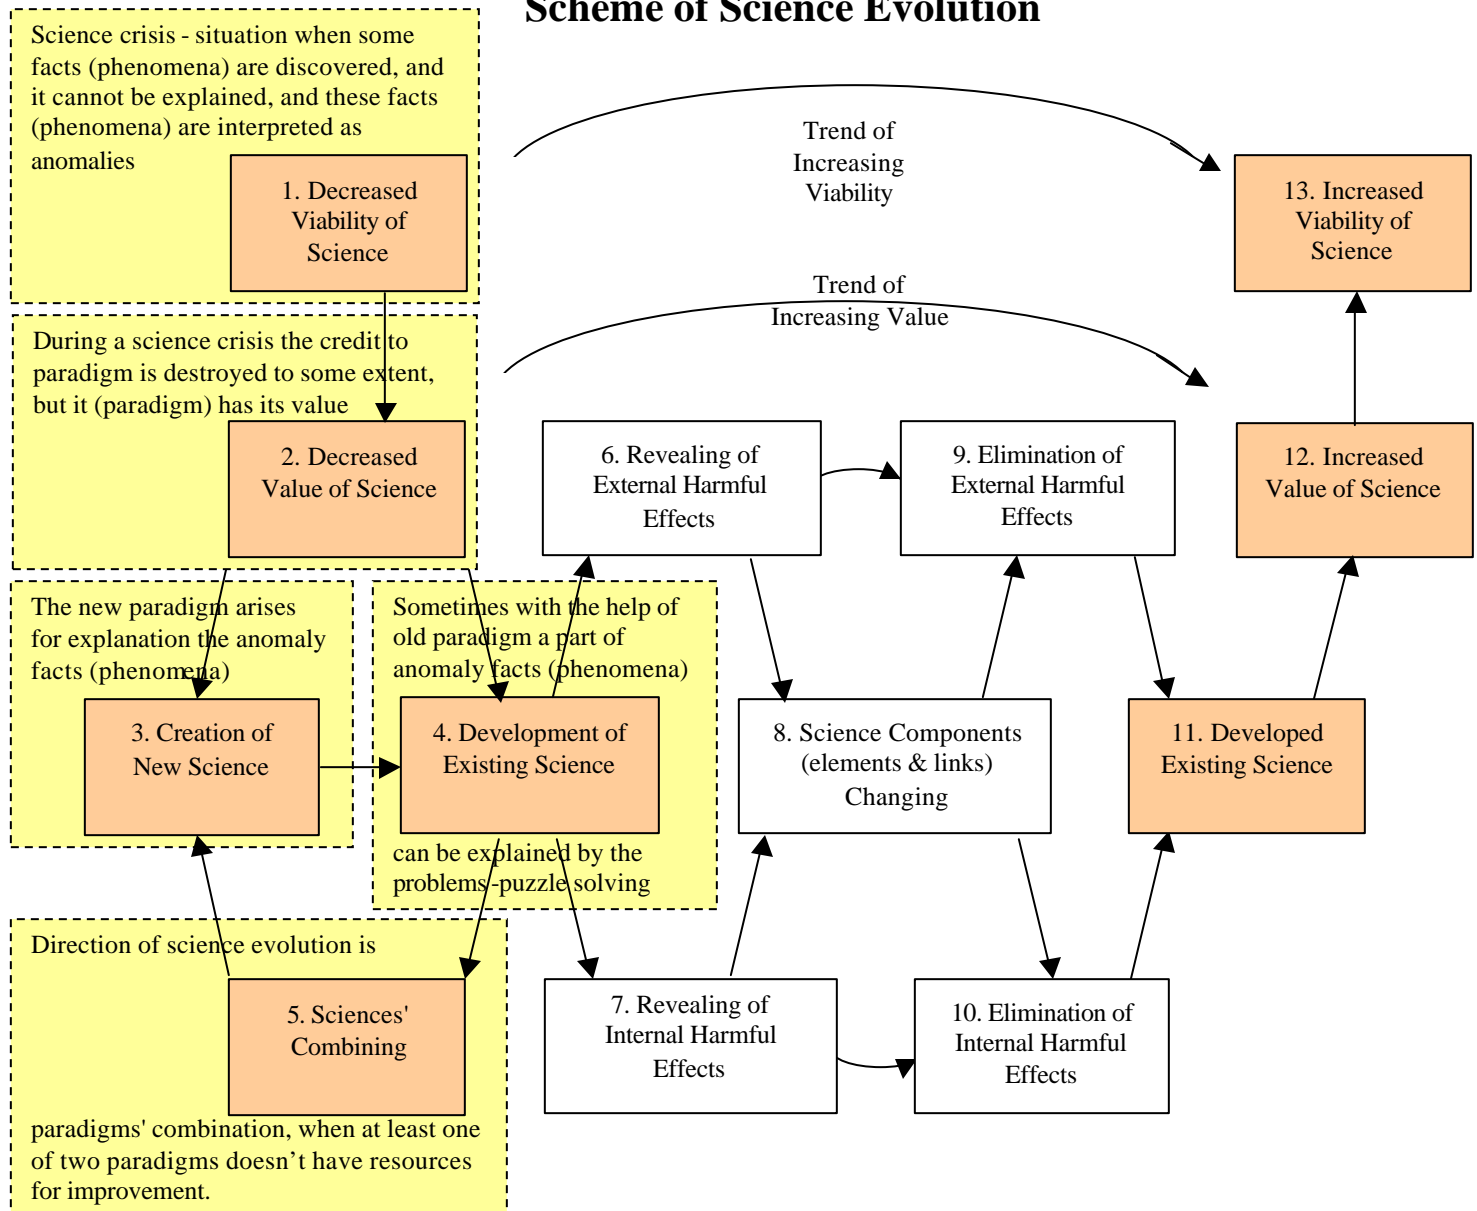 Scheme of Science Evolution
Science crisis - situation when some
facts (phenomena) are discovered, and
it cannot be explained, and these facts
(phenomena) are interpreted as
anomalies
1. Decreased
Viability of
Science
Trend of
Increasing
Viability
13. Increased
Viability of
Science
Trend of
Increasing Value
During a science crisis the credit to
paradigm is destroyed to some extent,
but it (paradigm) has its value
2. Decreased
Value of Science
6. Revealing of
External Harmful
Effects
9. Elimination of
External Harmful
Effects
12. Increased
Value of Science
The new paradigm arises
for explanation the anomaly
facts (phenomena)
3. Creation of
New Science
Sometimes with the help of
old paradigm a part of
anomaly facts (phenomena)
4. Development of
Existing Science
can be explained by the
problems-puzzle solving
8. Science Components
(elements & links)
Changing
11. Developed
Existing Science
Direction of science evolution is
5. Sciences'
Combining
paradigms' combination, when at least one
of two paradigms doesn’t have resources
for improvement.
7. Revealing of
Internal Harmful
Effects
10. Elimination of
Internal Harmful
Effects